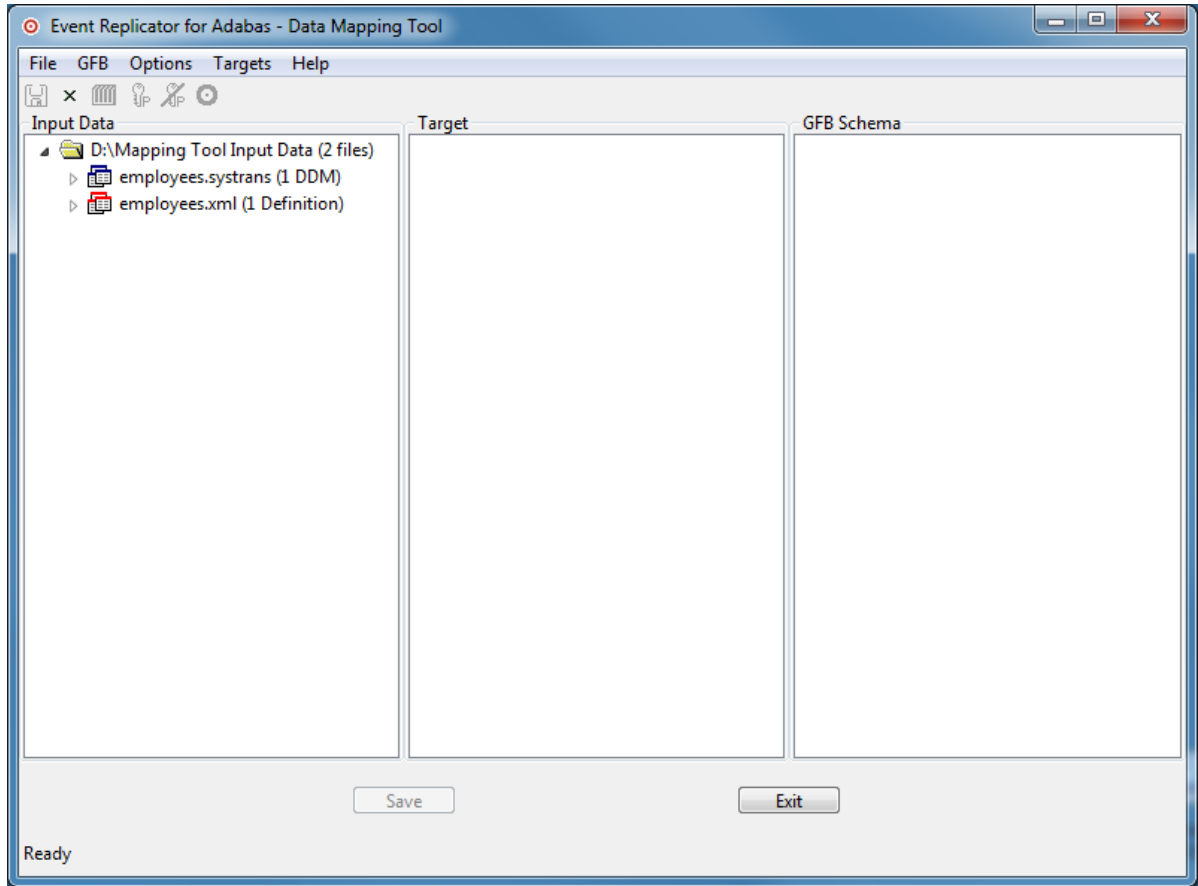 Event Replicator for Adabas - Data Mapping Tool
File GFB Options Targets Help
Input Data Target GFB Schema
D:\Mapping Tool Input Data (2 files)
employees.systrans (1 DDM)
employees.xml (1 Definition)
Save Exit
Ready